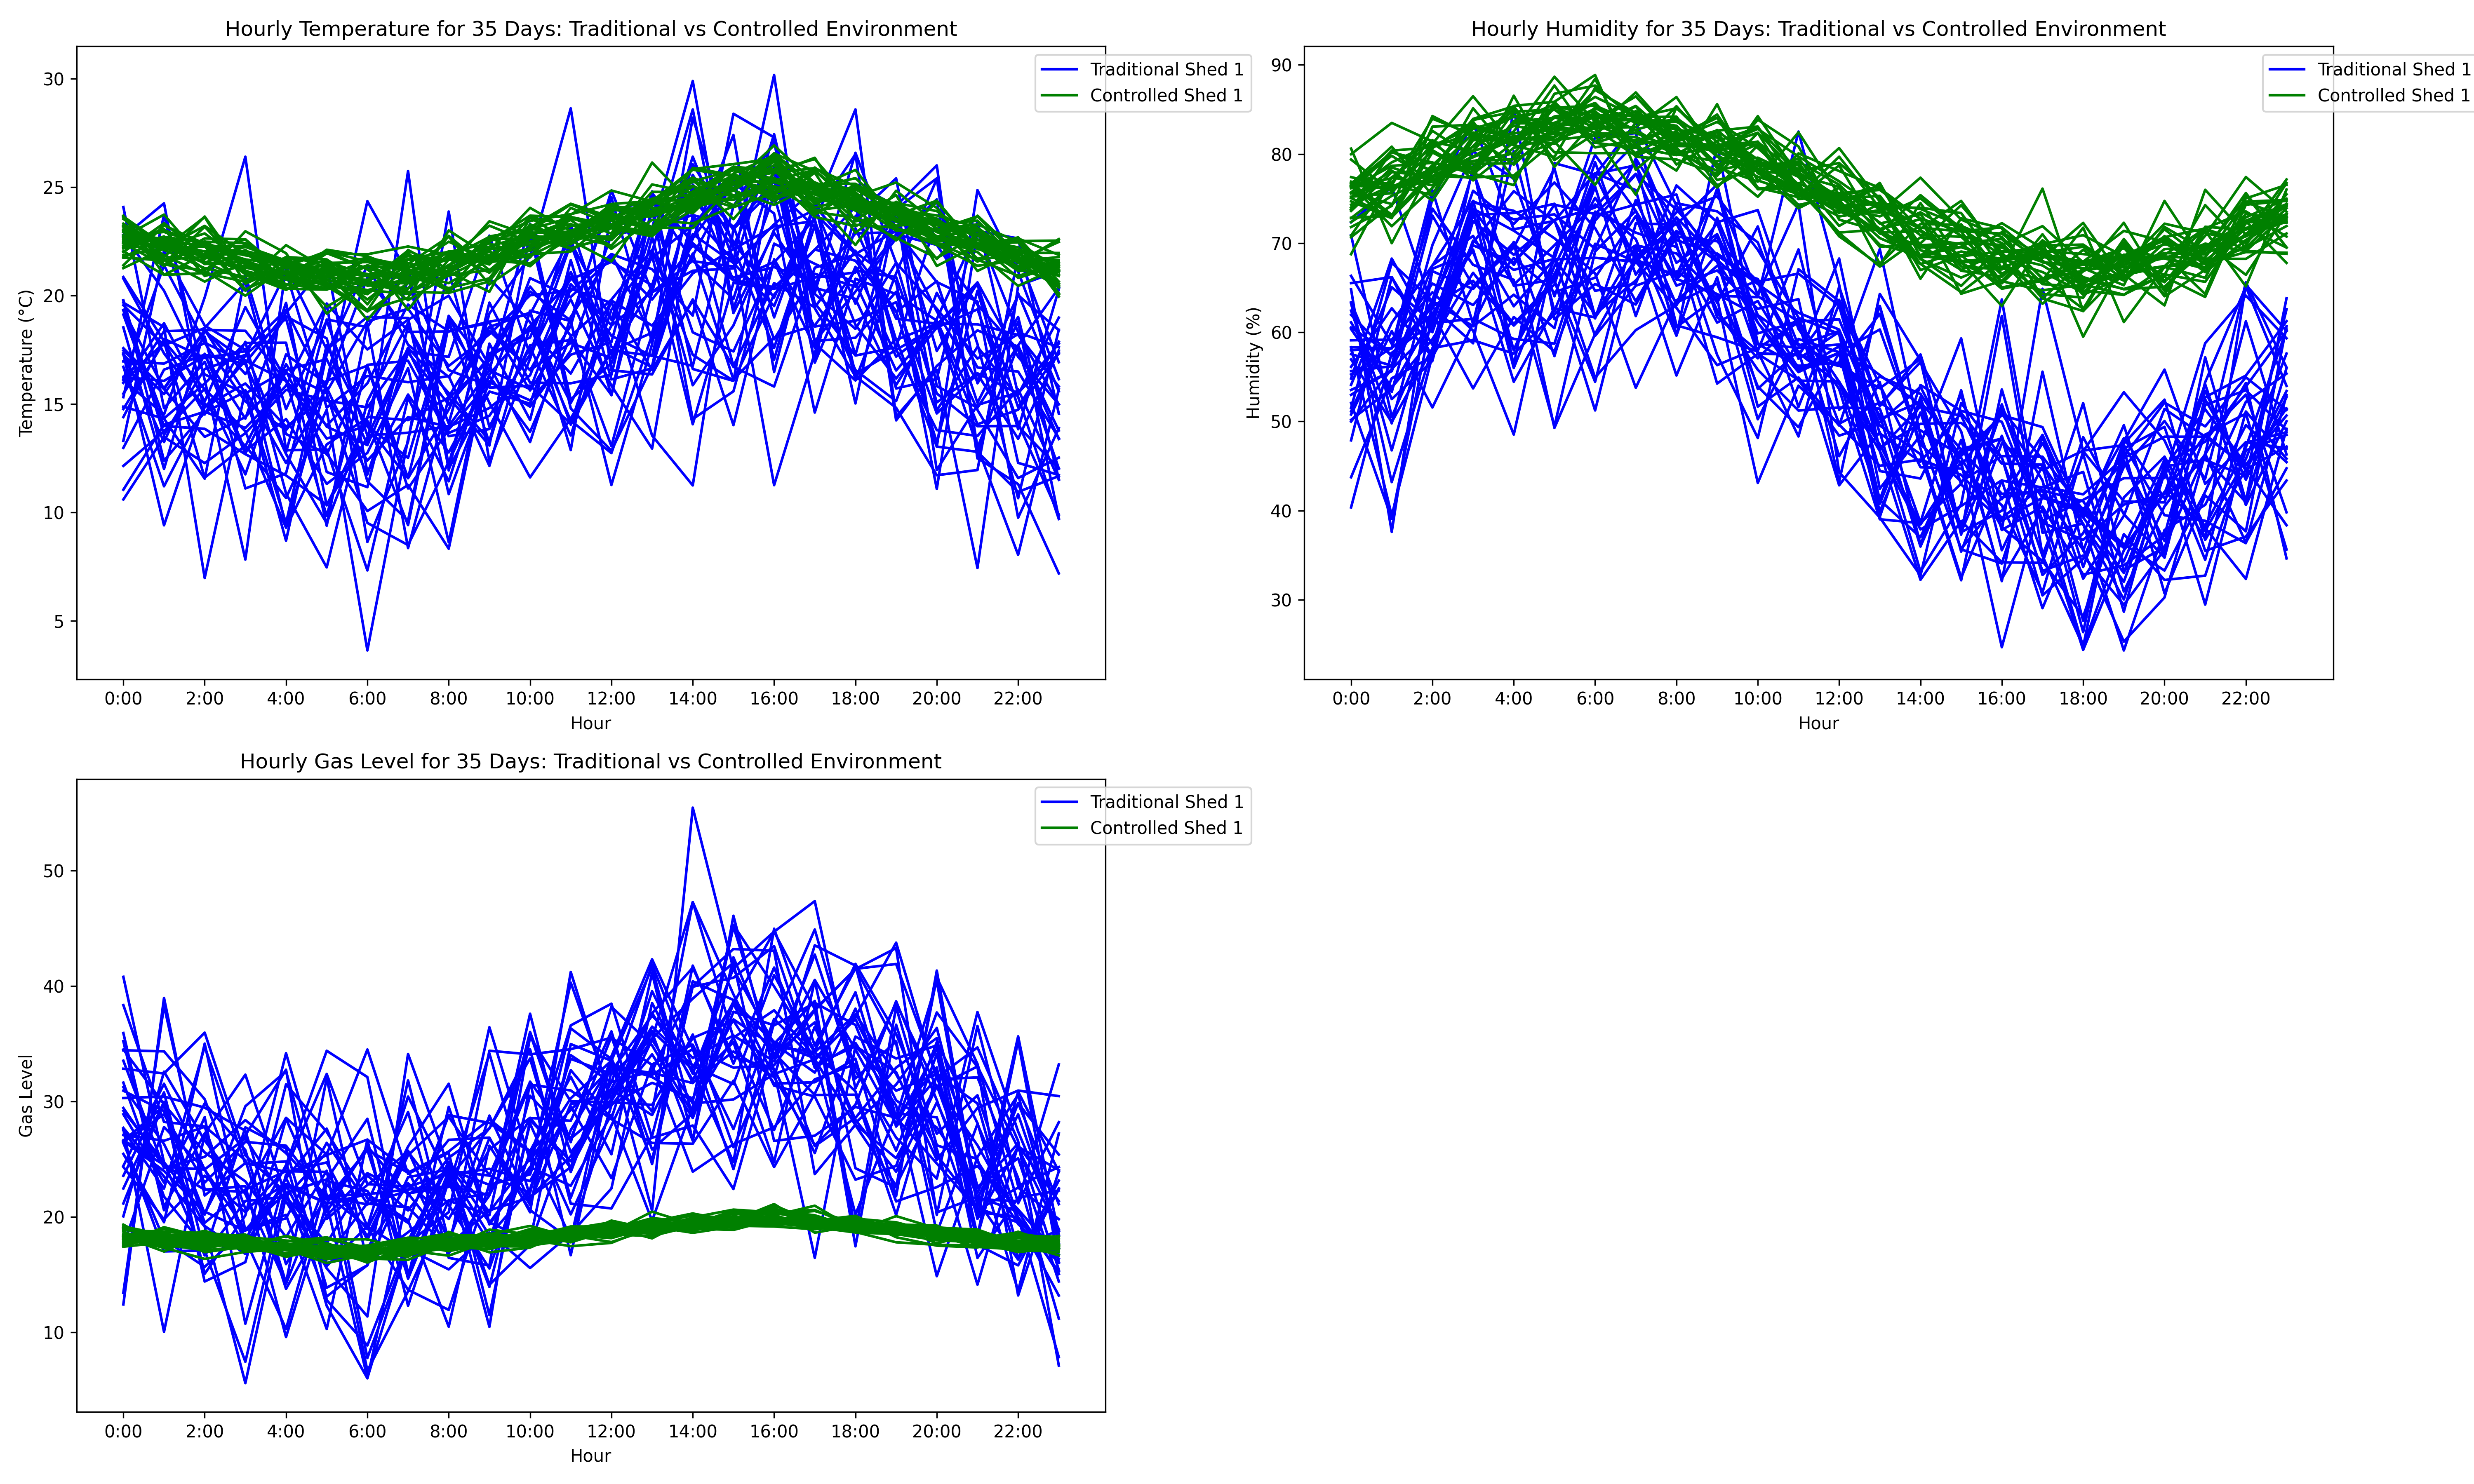 Hourly Temperature for 35 Days: Traditional vs Controlled Environment
Traditional Shed 1
Controlled Shed 1
Temperature (°C)
30
25
20
15
10
5
0:00 2:00 4:00 6:00 8:00 10:00 12:00 14:00 16:00 18:00 20:00 22:00
Hour
Hourly Humidity for 35 Days: Traditional vs Controlled Environment
Traditional Shed 1
Controlled Shed 1
Humidity (%)
90
80
70
60
50
40
30
0:00 2:00 4:00 6:00 8:00 10:00 12:00 14:00 16:00 18:00 20:00 22:00
Hour
Hourly Gas Level for 35 Days: Traditional vs Controlled Environment
Traditional Shed 1
Controlled Shed 1
Gas Level
50
40
30
20
10
0:00 2:00 4:00 6:00 8:00 10:00 12:00 14:00 16:00 18:00 20:00 22:00
Hour